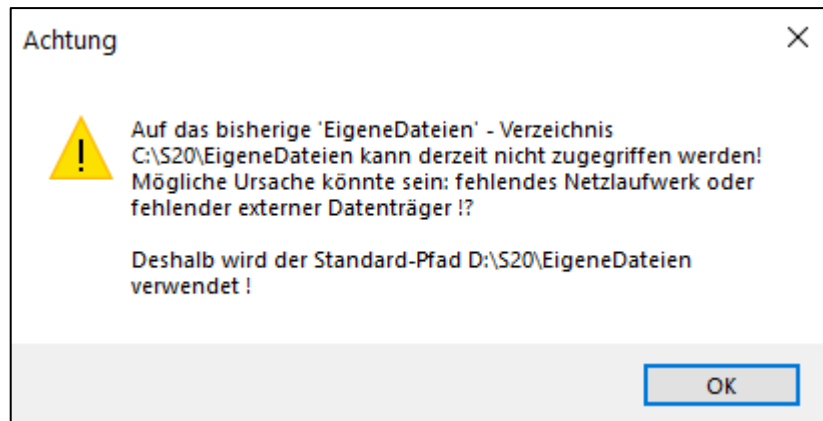 Achtung
Auf das bisherige 'EigeneDateien' - Verzeichnis
C:\S20\EigeneDateien kann derzeit nicht zugegriffen werden!
Mögliche Ursache könnte sein: fehlendes Netzlaufwerk oder
fehlender externer Datenträger !?
Deshalb wird der Standard-Pfad D:\S20\EigeneDateien
verwendet !
OK